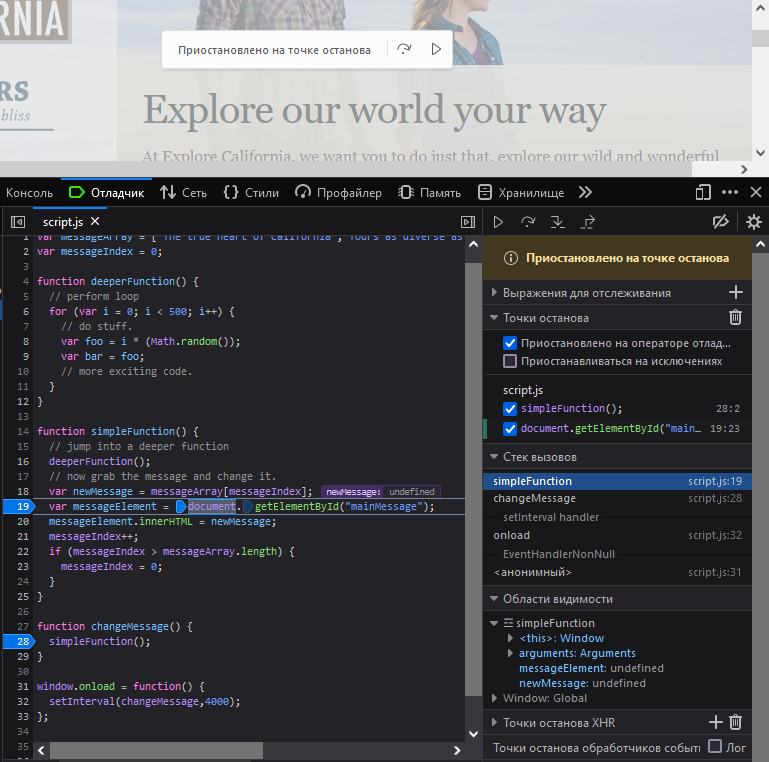 RNIA
RS
bliss
Приостановлено на точке останова
Explore our world your way
At Explore California, we want you to do just that, explore our wild and wonderful
Консоль Отладчик Сеть Стили Профайлер Память Хранилище
script.js
1 var messageArray = ["The true heart of California","Tours as diverse as
2 var messageIndex = 0;
3
4 function deeperFunction() {
5 // perform loop
6 for (var i = 0; i < 500; i++) {
7 // do stuff.
8 var foo = i * (Math.random());
9 var bar = foo;
10 // more exciting code.
11 }
12 }
13
14 function simpleFunction() {
15 // jump into a deeper function
16 deeperFunction();
17 // now grab the message and change it.
18 var newMessage = messageArray[messageIndex]; newMessage: undefined
19 var messageElement = document.getElementById("mainMessage");
20 messageElement.innerHTML = newMessage;
21 messageIndex++;
22 if (messageIndex > messageArray.length) {
23 messageIndex = 0;
24 }
25 }
26
27 function changeMessage() {
28 simpleFunction();
29 }
30
31 window.onload = function() {
32 setInterval(changeMessage,4000);
33 };
34
35
Приостановлено на точке останова
Выражения для отслеживания
Точки останова
Приостановлено на операторе отлад...
Приостанавливаться на исключениях
script.js
simpleFunction(); 28:2
document.getElementById("main... 19:23
Стек вызовов
simpleFunction script.js:19
changeMessage script.js:28
setInterval handler
onload script.js:32
EventHandlerNonNull
<анонимный> script.js:31
Области видимости
simpleFunction
<this>: Window
arguments: Arguments
messageElement: undefined
newMessage: undefined
Window: Global
Точки останова XHR
Точки останова обработчиков событи Лог